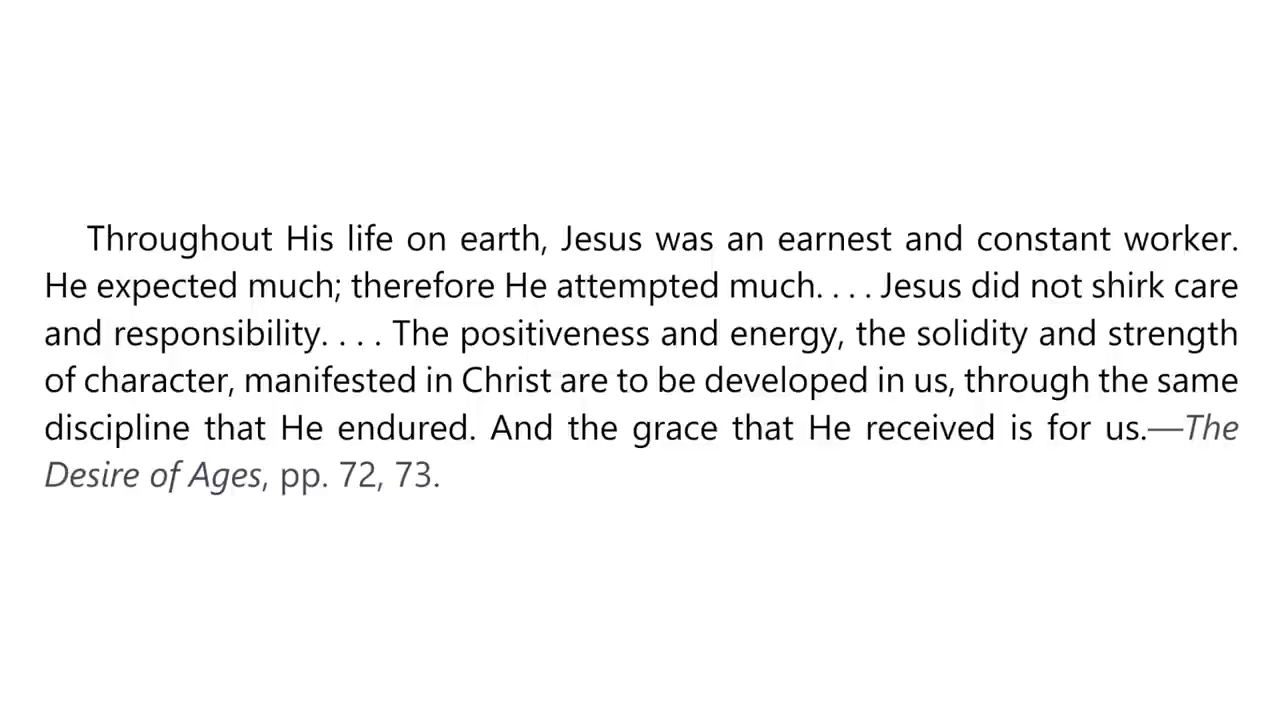 Throughout His life on earth, Jesus was an earnest and constant worker.
He expected much; therefore He attempted much. . . . Jesus did not shirk care
and responsibility. . . . The positiveness and energy, the solidity and strength
of character, manifested in Christ are to be developed in us, through the same
discipline that He endured. And the grace that He received is for us.—The
Desire of Ages, pp. 72, 73.